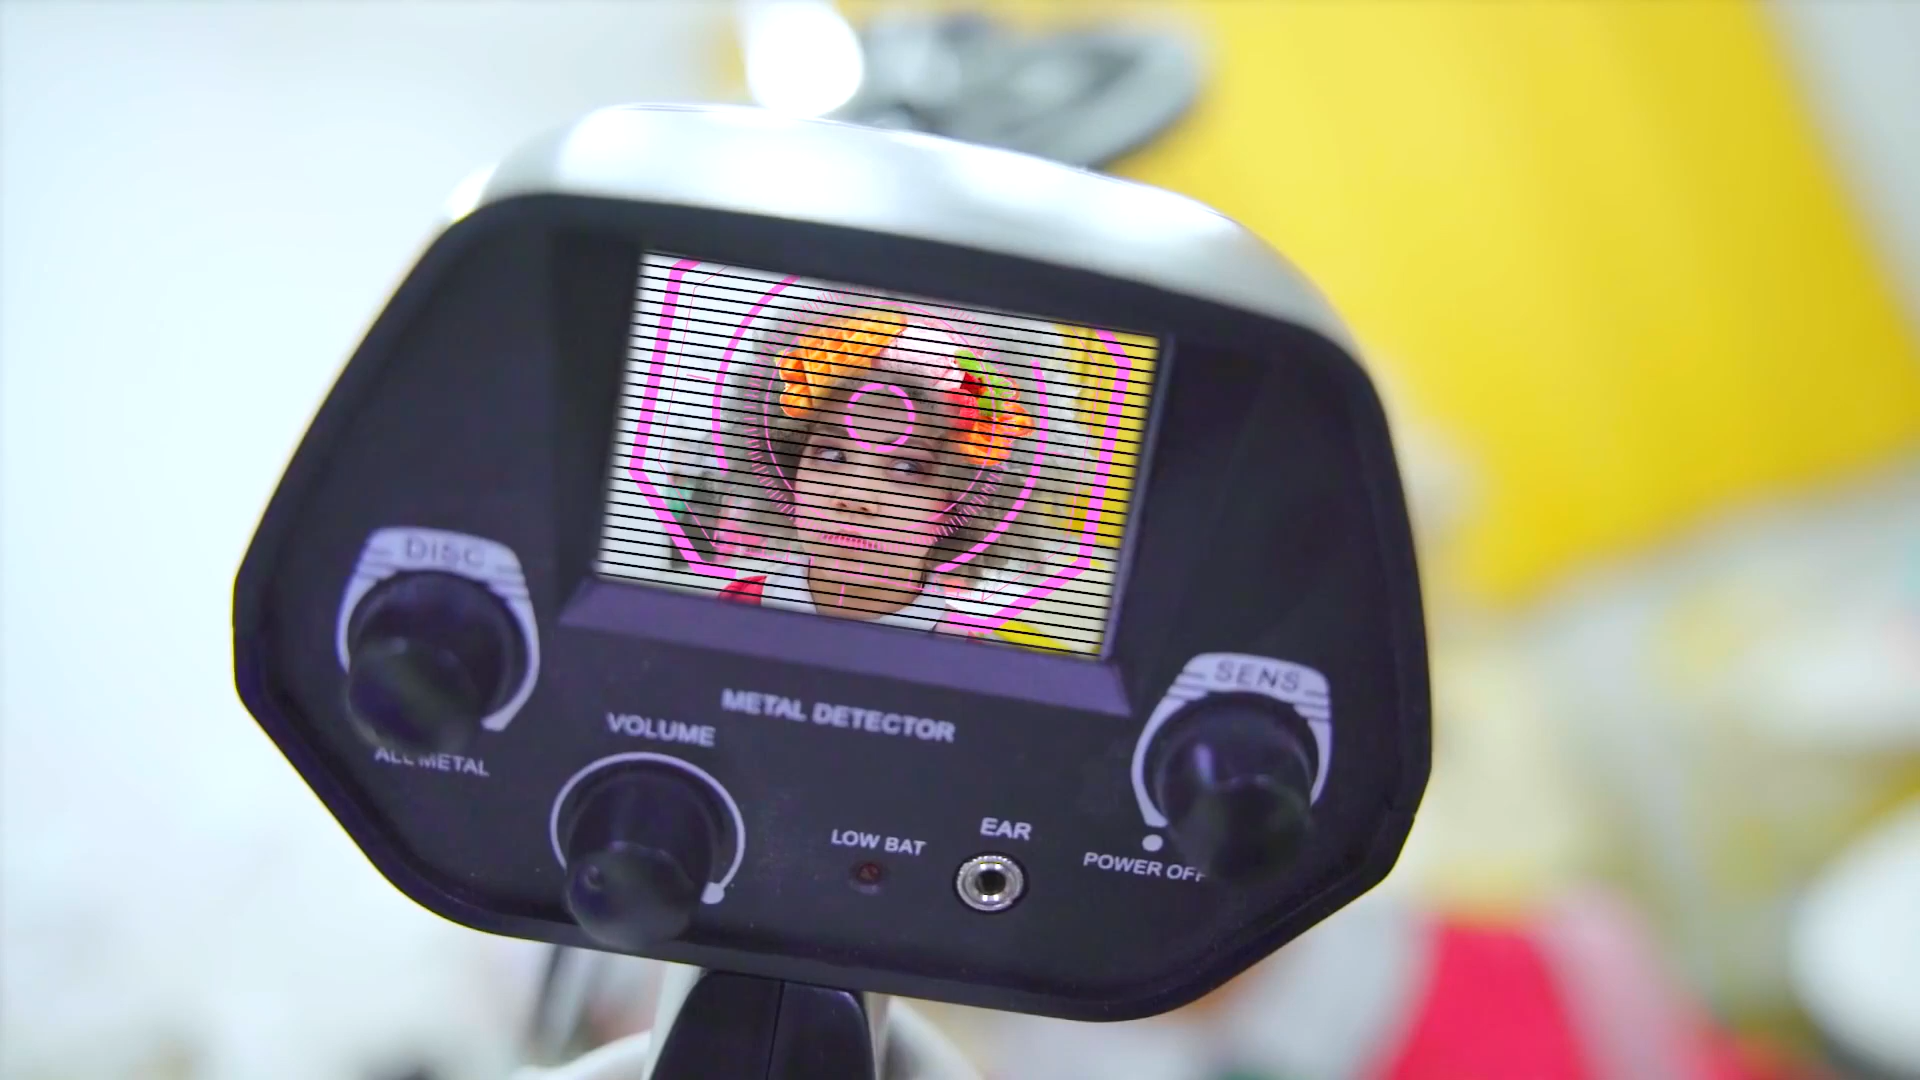 DISC
ALL METAL
VOLUME
METAL DETECTOR
LOW BAT
EAR
SENS
POWER OFF